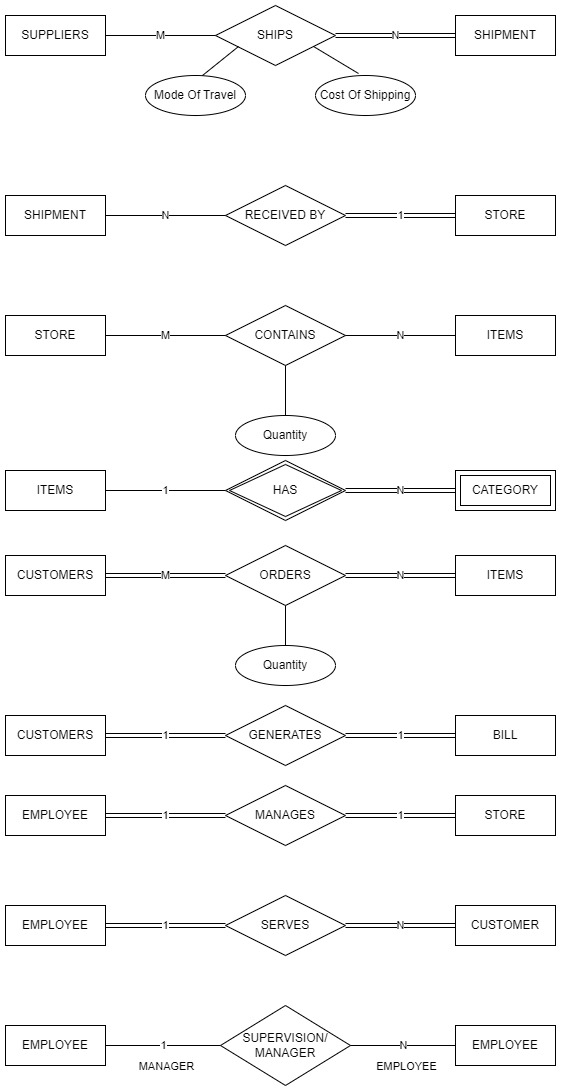 SUPPLIERS M SHIPS N SHIPMENT
Mode Of Travel Cost Of Shipping
SHIPMENT N RECEIVED BY 1 STORE
STORE M CONTAINS N ITEMS
Quantity
ITEMS 1 HAS N CATEGORY
CUSTOMERS M ORDERS N ITEMS
Quantity
CUSTOMERS 1 GENERATES 1 BILL
EMPLOYEE 1 MANAGES 1 STORE
EMPLOYEE 1 SERVES N CUSTOMER
EMPLOYEE 1 SUPERVISION/
MANAGER N EMPLOYEE
MANAGER EMPLOYEE